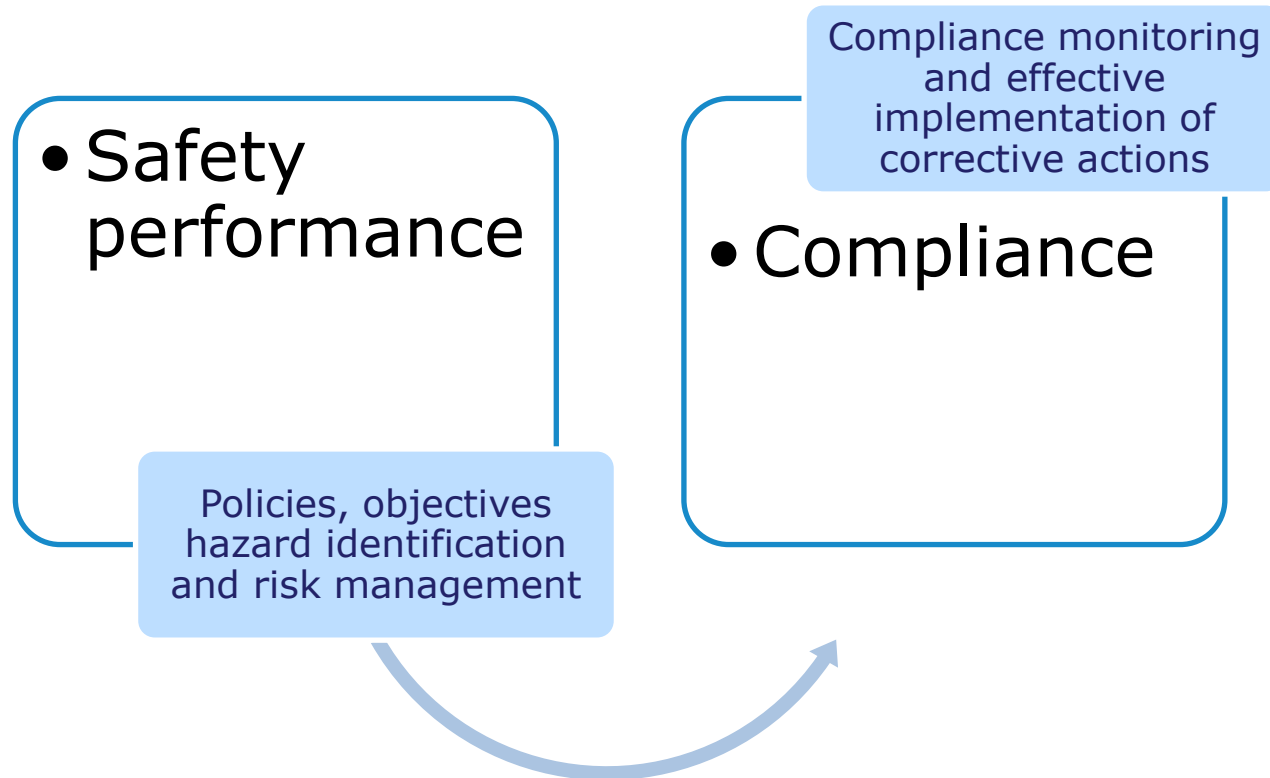 • Safety
performance
Policies, objectives
hazard identification
and risk management
Compliance monitoring
and effective
implementation of
corrective actions
• Compliance